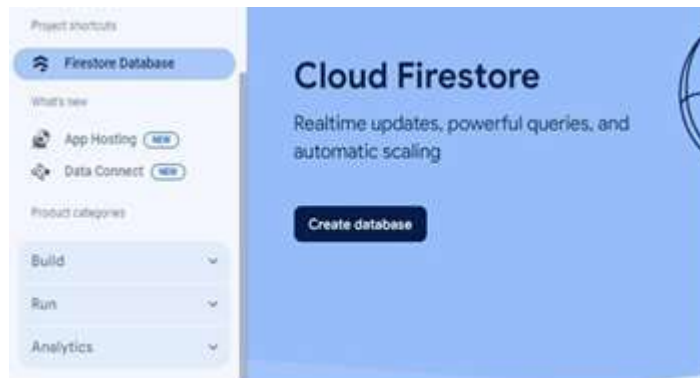 Project shortcuts
Firestore Database
What's new
App Hosting NEW
Data Connect NEW
Product categories
Build
Run
Analytics
Cloud Firestore
Realtime updates, powerful queries, and
automatic scaling
Create database